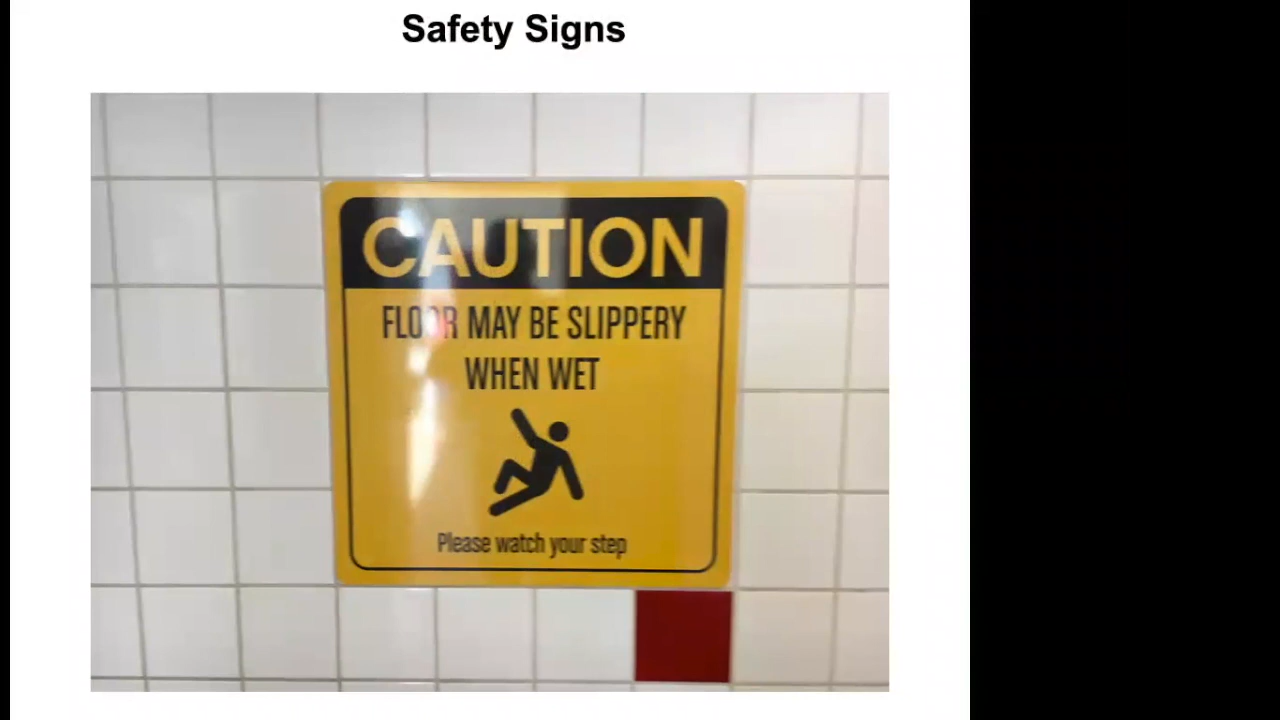 Safety Signs
CAUTION
FLOOR MAY BE SLIPPERY
WHEN WET
Please watch your step